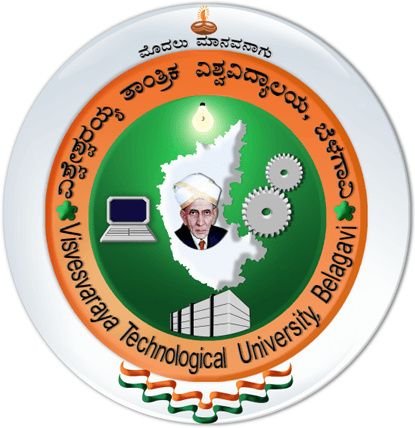 ಮೊದಲು ಮಾನವನಾಗು
ವಿಶ್ವೇಶ್ವರಯ್ಯ ತಾಂತ್ರಿಕ ವಿಶ್ವವಿದ್ಯಾಲಯ, ಬೆಳಗಾವಿ
Visvesvaraya Technological University, Belagavi